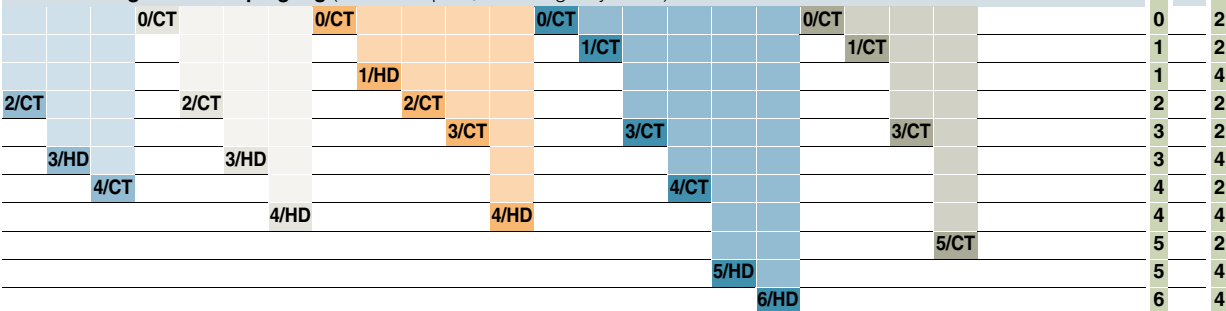 0/CT 0/CT 0/CT 0/CT 0 2
1/CT 1/CT 1 2
1/HD 1 4
2/CT 2/CT 2/CT 2 2
3/CT 3/CT 3/CT 3 2
3/HD 3/HD 3 4
4/CT 4/CT 4 2
4/HD 4/HD 4 4
5/CT 5 2
5/HD 5 4
6/HD 6 4